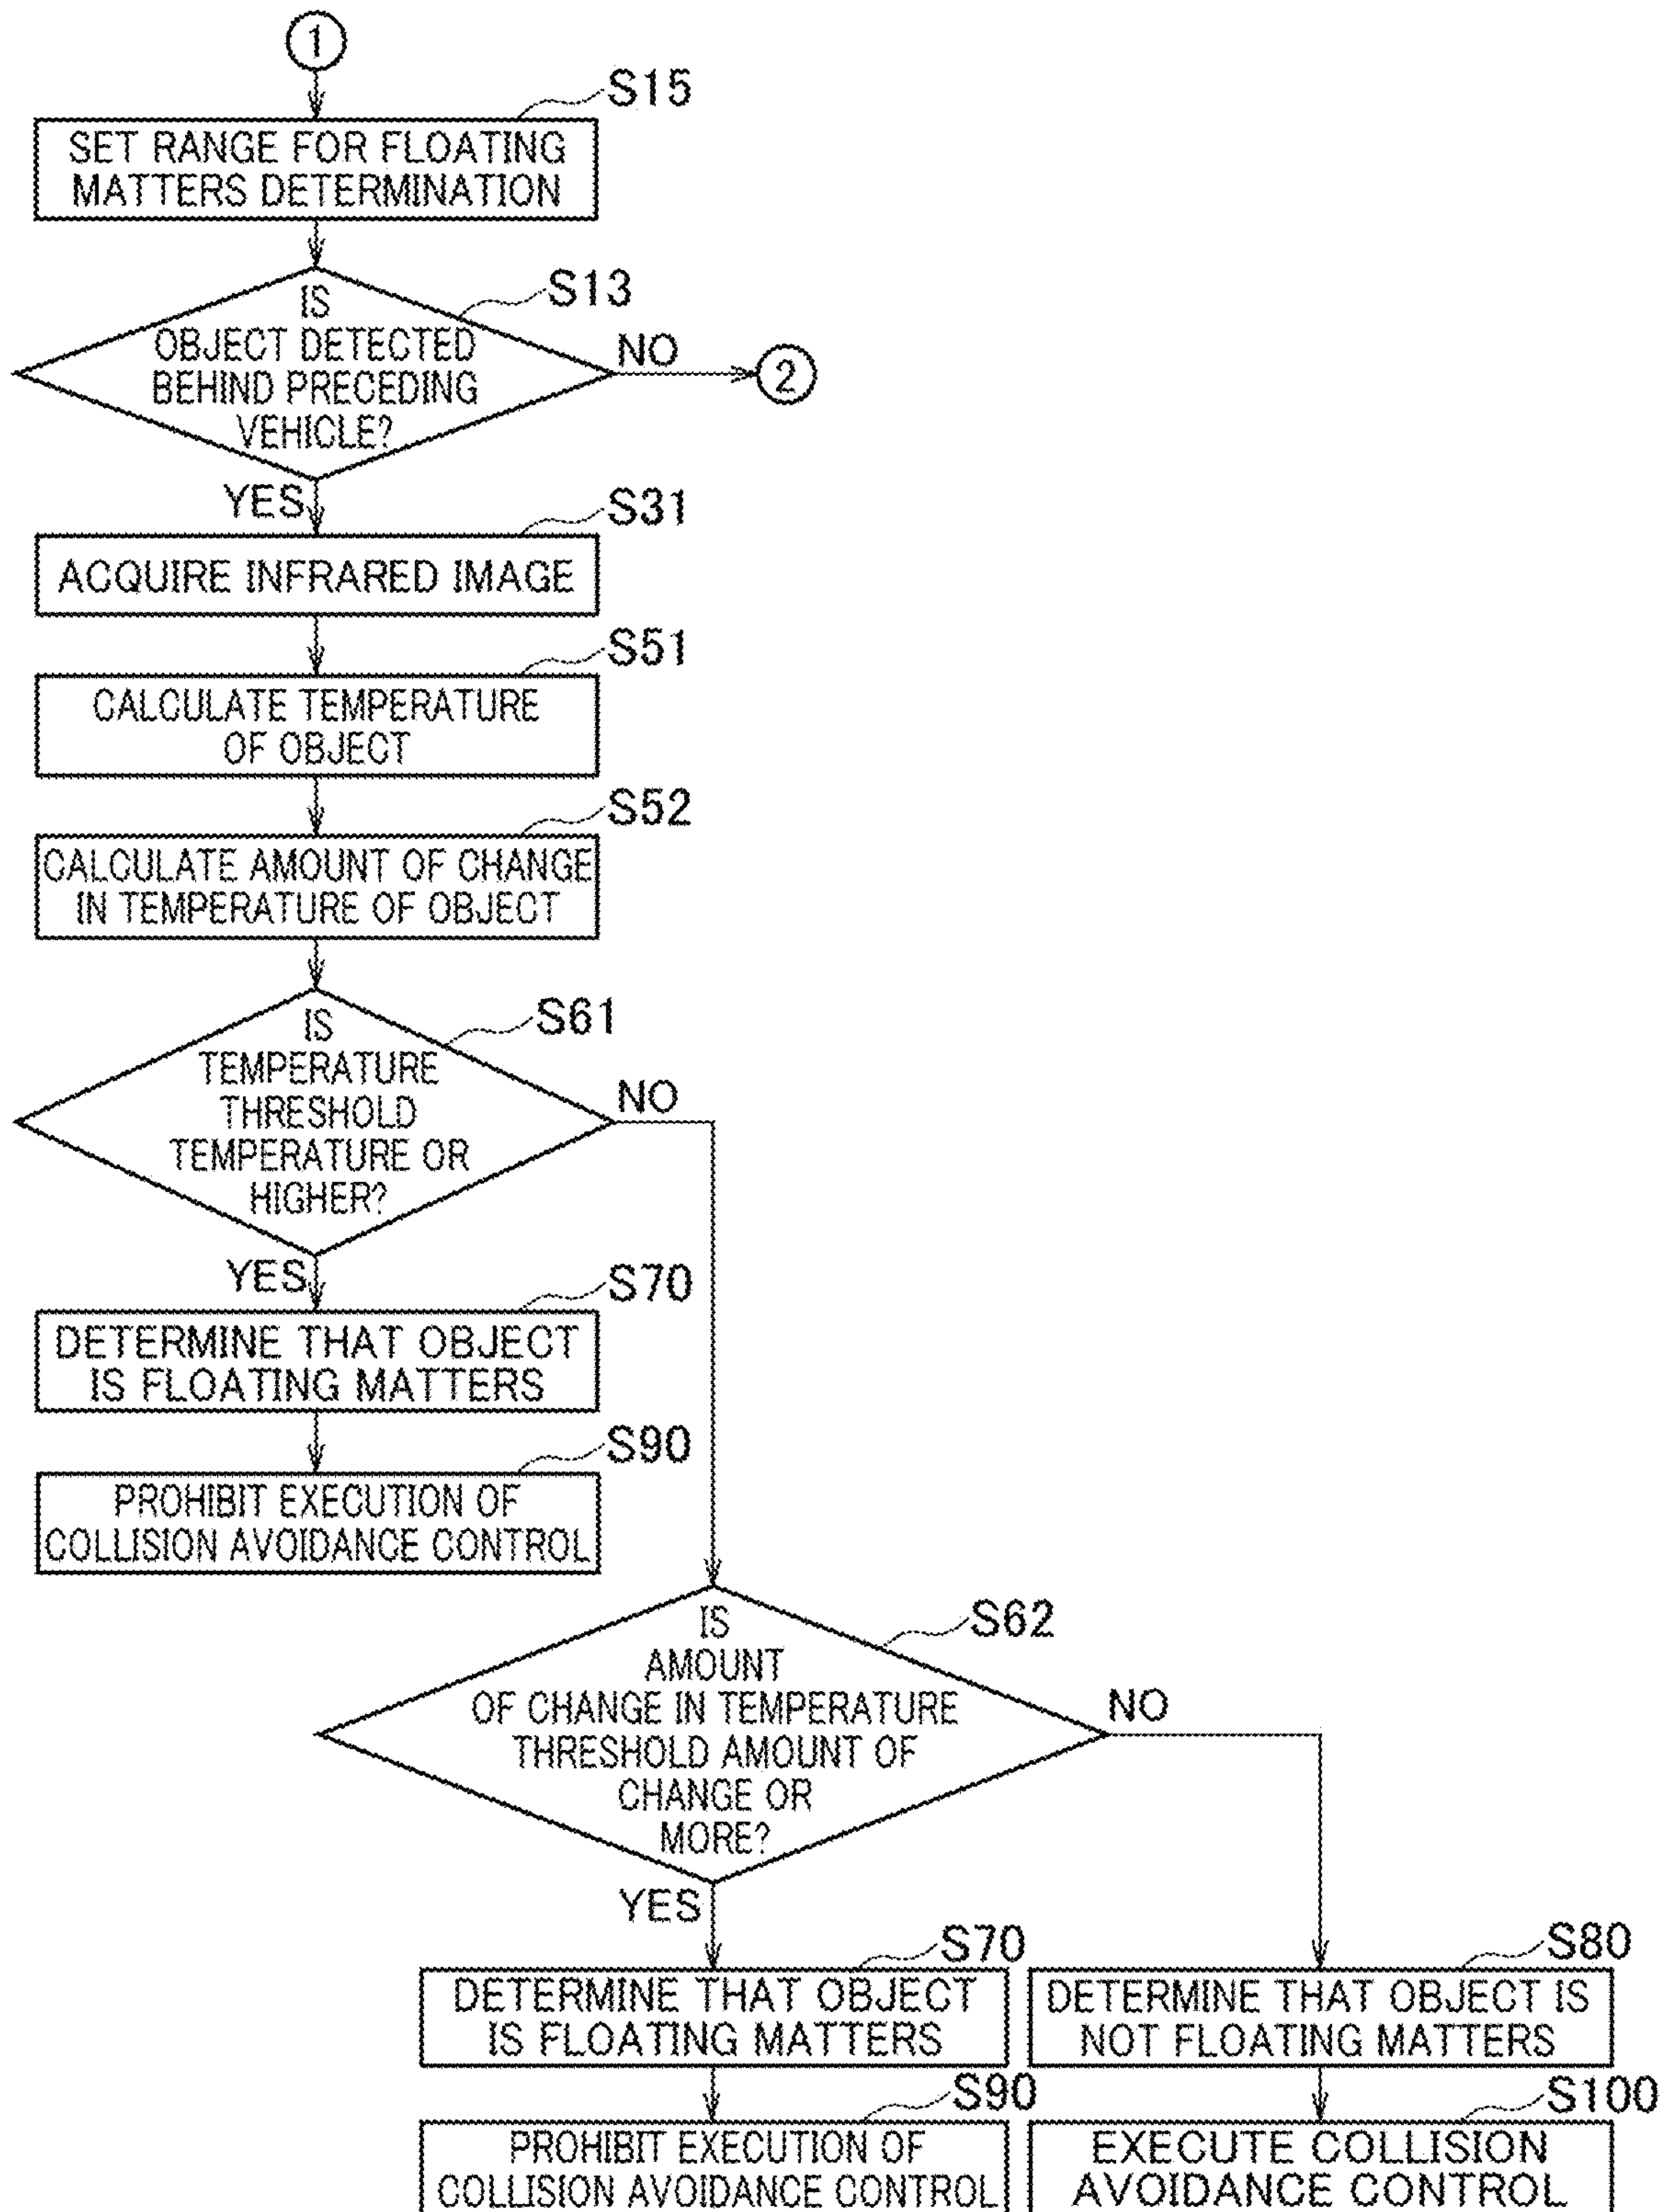 1
S15
SET RANGE FOR FLOATING
MATTERS DETERMINATION
S13
IS
OBJECT DETECTED
BEHIND PRECEDING
VEHICLE?
NO
2
YES
S31
ACQUIRE INFRARED IMAGE
S51
CALCULATE TEMPERATURE
OF OBJECT
S52
CALCULATE AMOUNT OF CHANGE
IN TEMPERATURE OF OBJECT
S61
IS
TEMPERATURE
THRESHOLD
TEMPERATURE OR
HIGHER?
NO
YES
S70
DETERMINE THAT OBJECT
IS FLOATING MATTERS
S90
PROHIBIT EXECUTION OF
COLLISION AVOIDANCE CONTROL
S62
IS
AMOUNT
OF CHANGE IN TEMPERATURE
THRESHOLD AMOUNT OF
CHANGE OR
MORE?
NO
YES
S70
DETERMINE THAT OBJECT
IS FLOATING MATTERS
S80
DETERMINE THAT OBJECT IS
NOT FLOATING MATTERS
S90
PROHIBIT EXECUTION OF
COLLISION AVOIDANCE CONTROL
S100
EXECUTE COLLISION
AVOIDANCE CONTROL